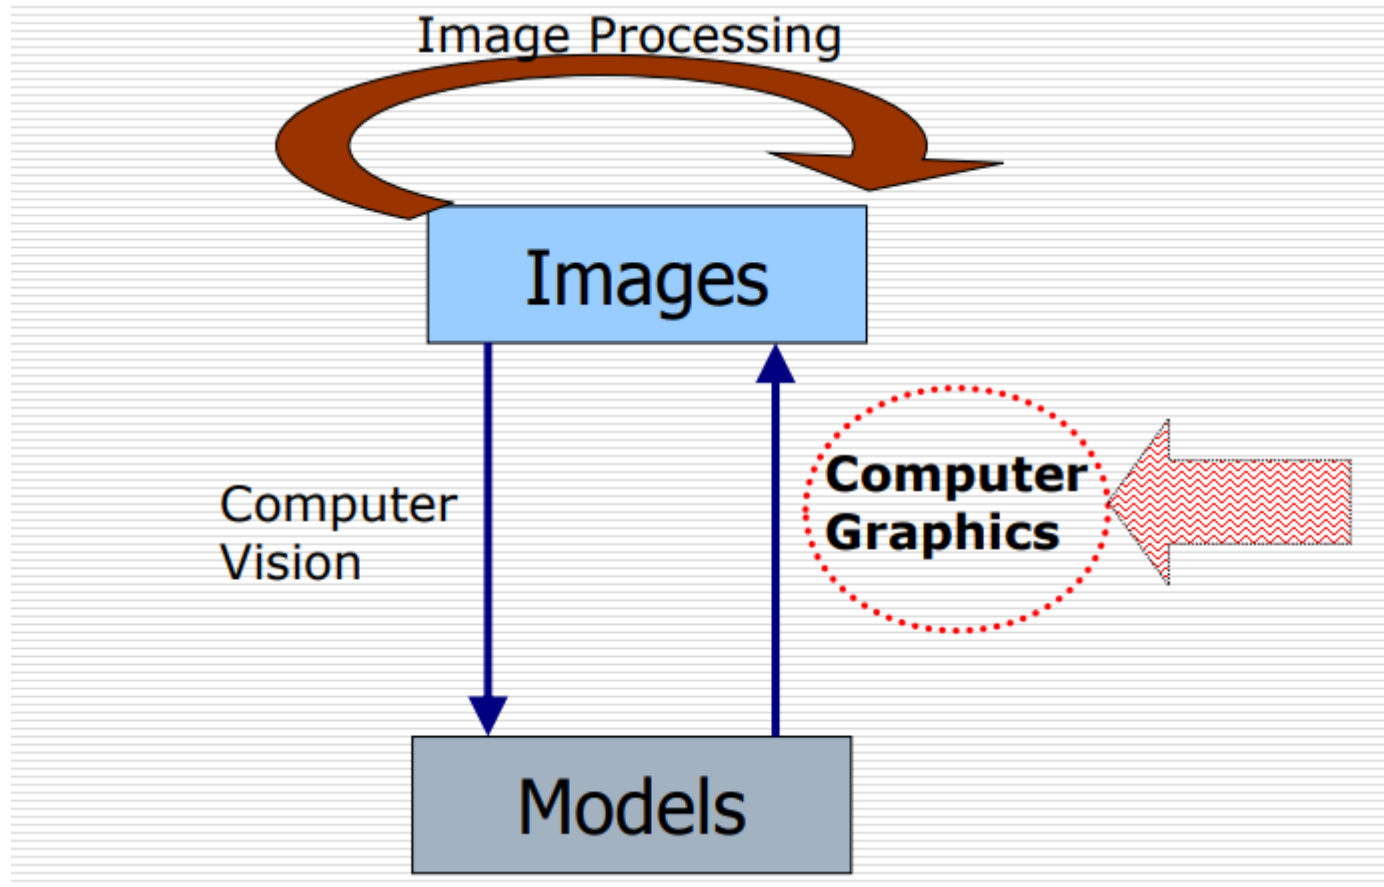 Image Processing
Images
Computer
Vision
Computer
Graphics
Models